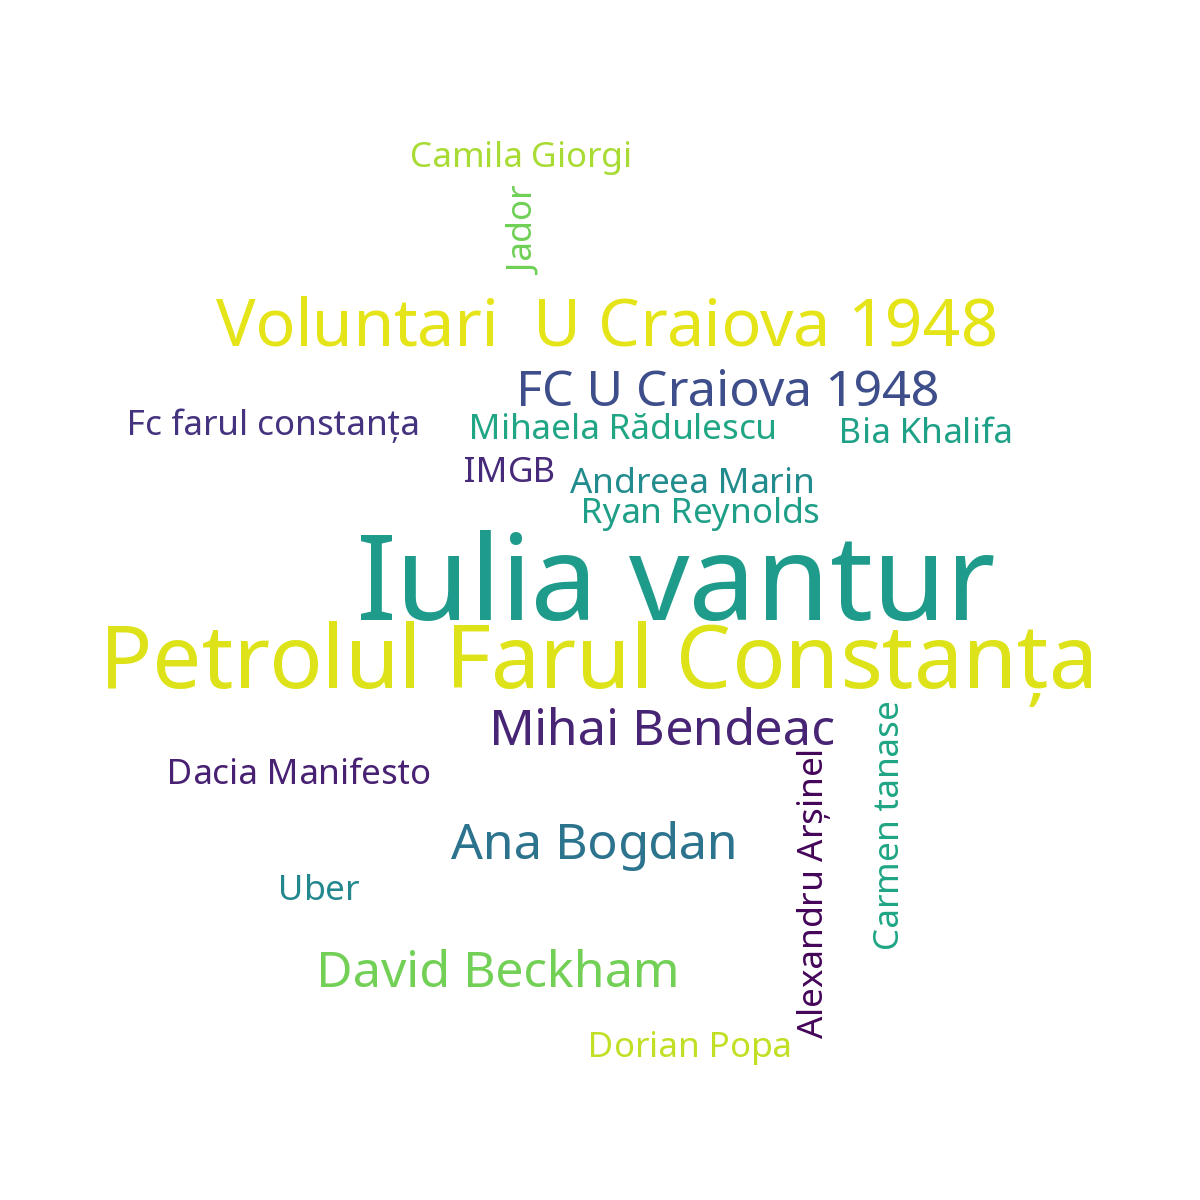 Camila Giorgi
Jador
Voluntari  U Craiova 1948
FC U Craiova 1948
Fc farul constanța
Mihaela Rădulescu
Bia Khalifa
IMGB
Andreea Marin
Ryan Reynolds
Iulia vantur
Petrolul Farul Constanța
Mihai Bendeac
Carmen tanase
Alexandru Arșinel
Dacia Manifesto
Ana Bogdan
Uber
David Beckham
Dorian Popa